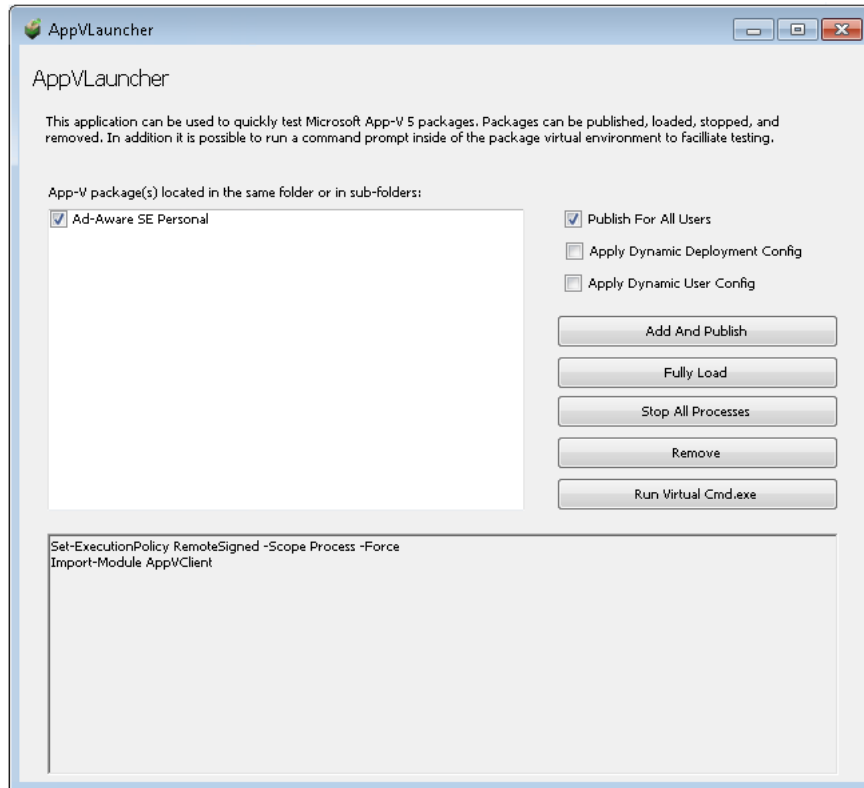 AppVLauncher
AppVLauncher
This application can be used to quickly test Microsoft App-V 5 packages. Packages can be published, loaded, stopped, and
removed. In addition it is possible to run a command prompt inside of the package virtual environment to facilliate testing.
App-V package(s) located in the same folder or in sub-folders:
Ad-Aware SE Personal
Publish For All Users
Apply Dynamic Deployment Config
Apply Dynamic User Config
Add And Publish
Fully Load
Stop All Processes
Remove
Run Virtual Cmd.exe
Set-ExecutionPolicy RemoteSigned -Scope Process -Force
Import-Module AppVClient